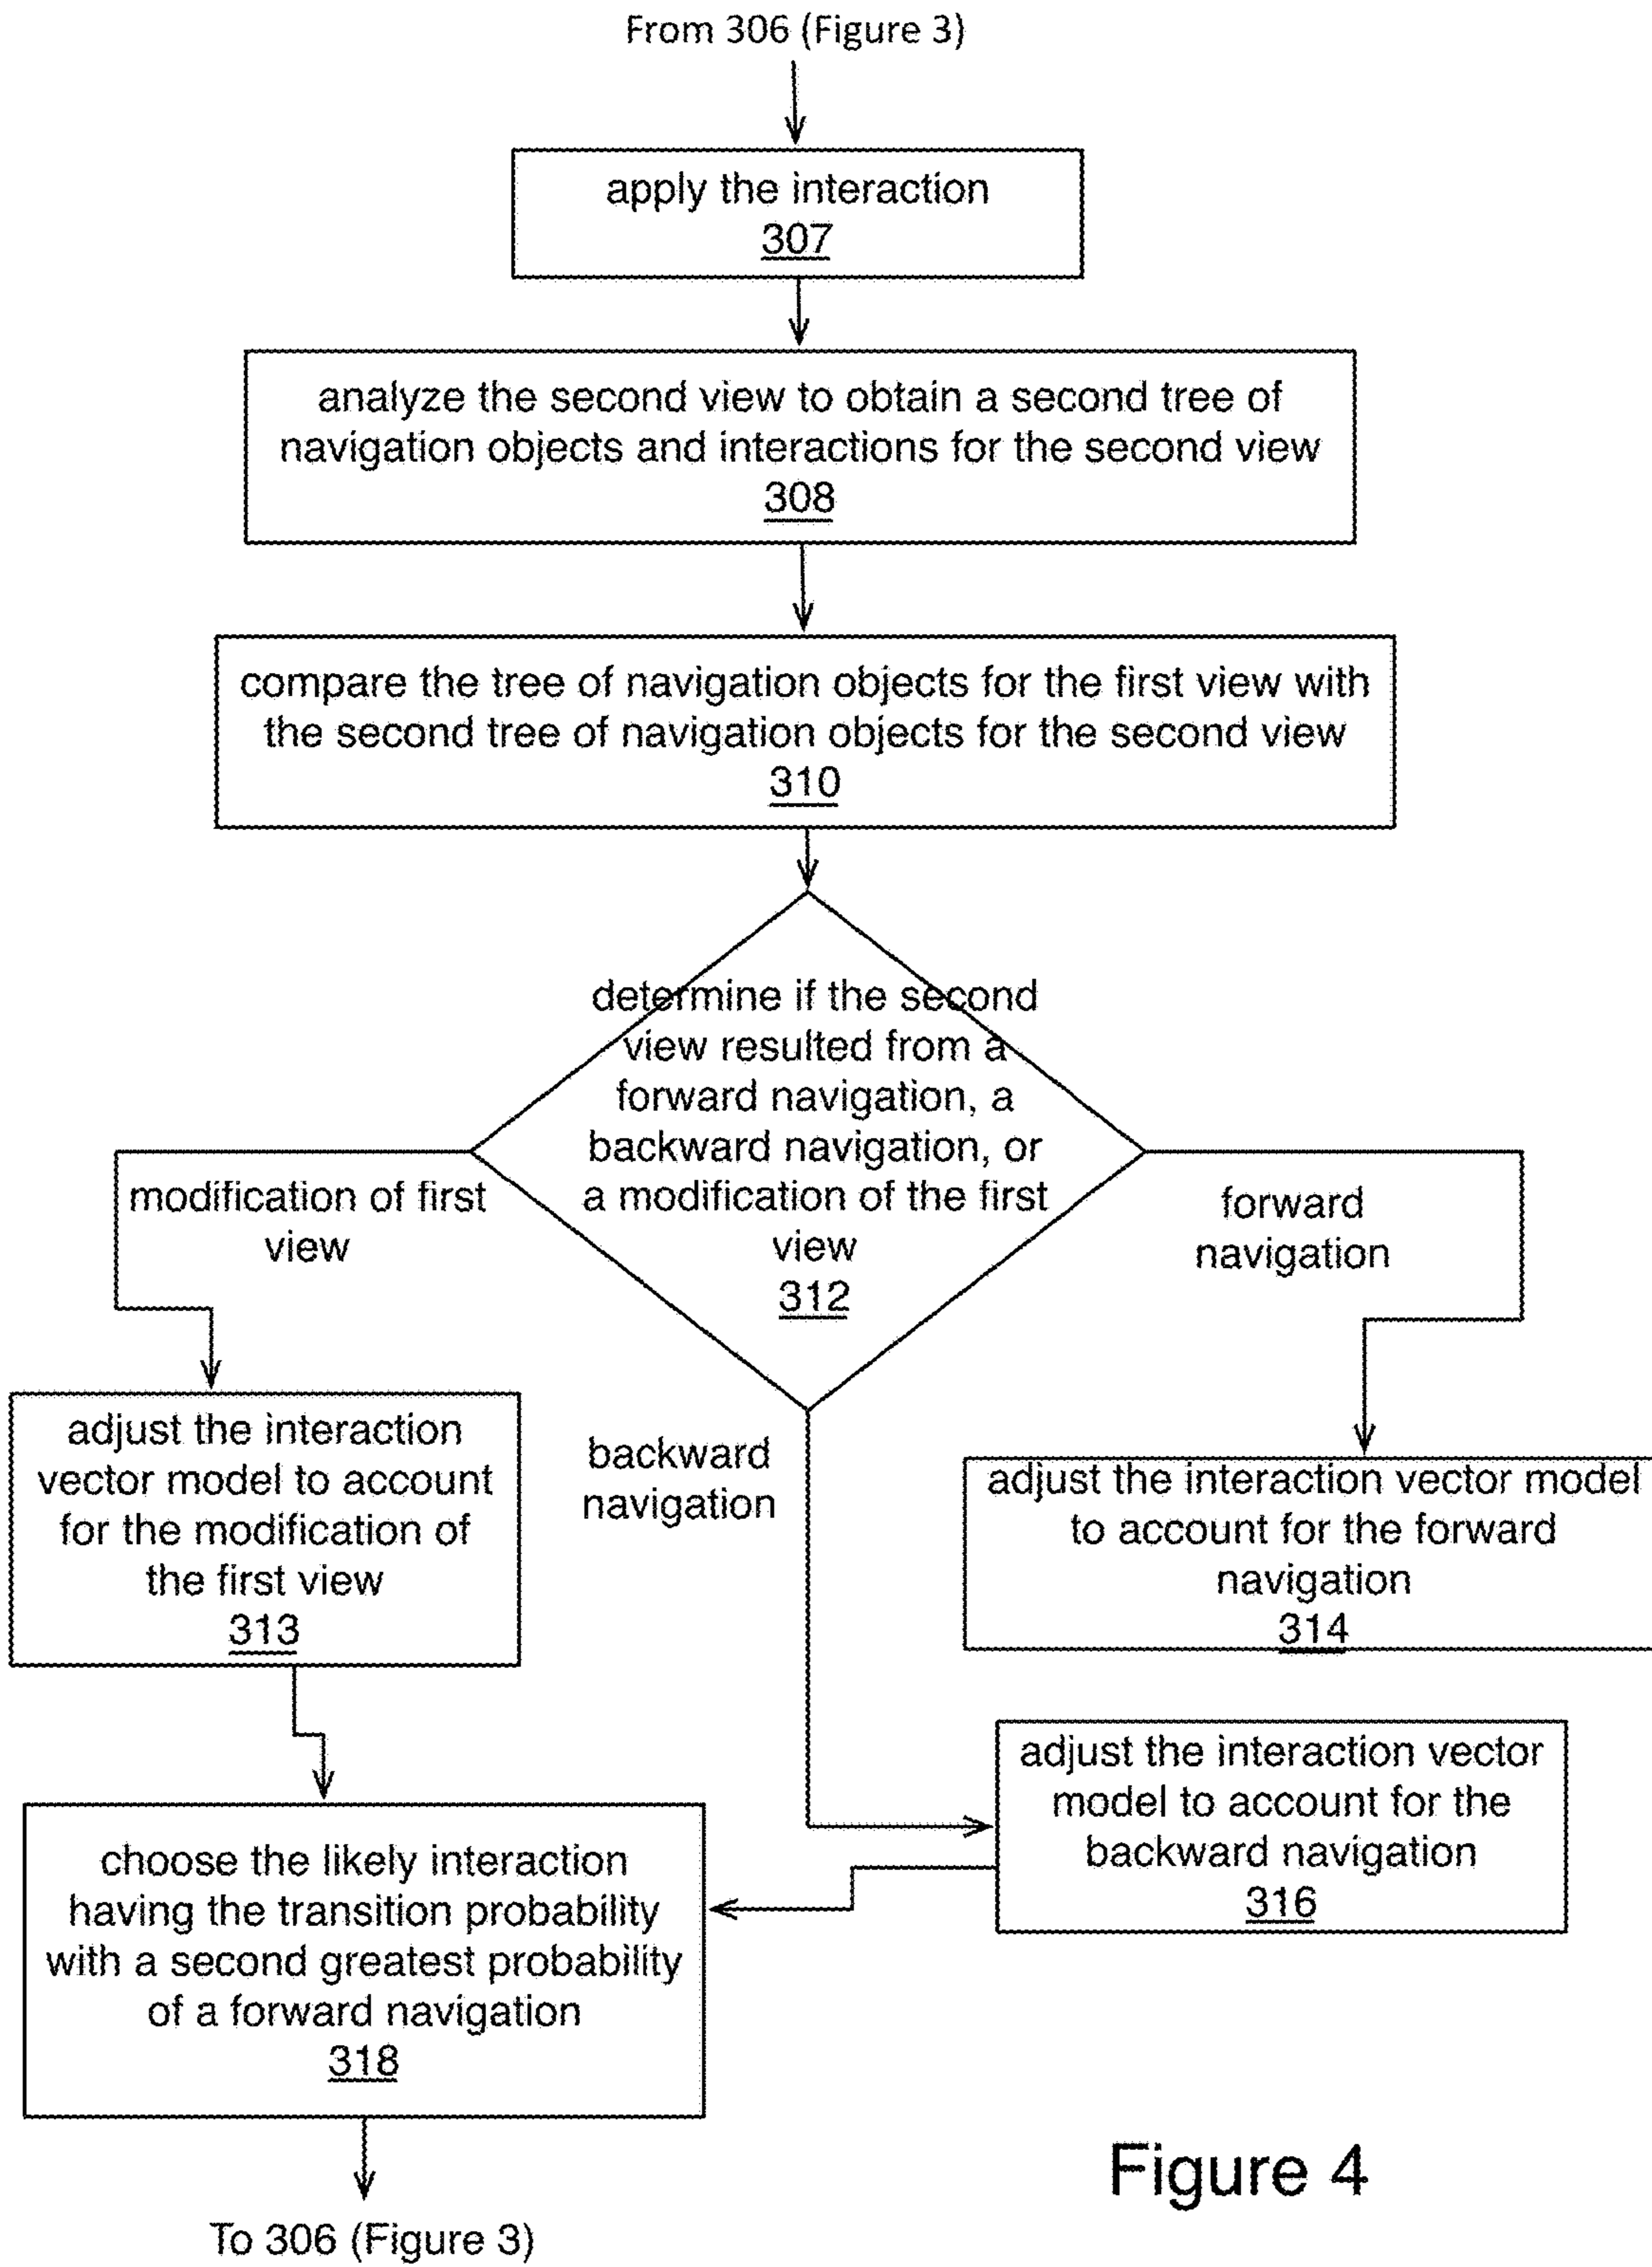 From 306 (Figure 3)
apply the interaction
307
analyze the second view to obtain a second tree of
navigation objects and interactions for the second view
308
compare the tree of navigation objects for the first view with
the second tree of navigation objects for the second view
310
determine if the second
view resulted from a
forward navigation, a
backward navigation, or
a modification of the first
view
312
modification of first
view
forward
navigation
backward
navigation
adjust the interaction
vector model to account
for the modification of
the first view
313
adjust the interaction vector model
to account for the forward
navigation
314
adjust the interaction vector
model to account for the
backward navigation
316
choose the likely interaction
having the transition probability
with a second greatest probability
of a forward navigation
318
To 306 (Figure 3)
Figure 4